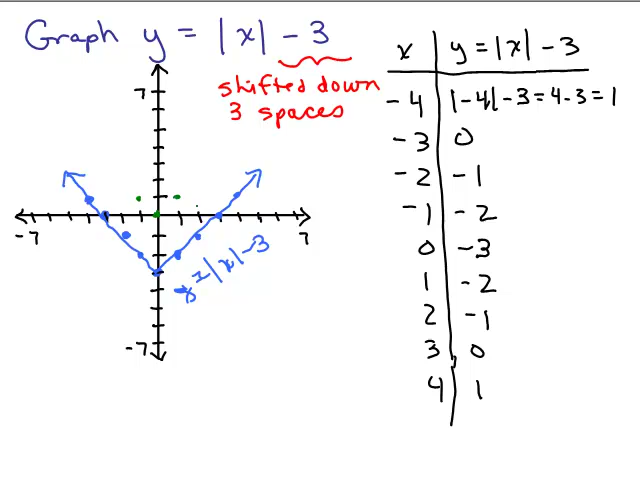 Graph y = |x| - 3
shifted down
3 spaces
7
-7
7
-7
y = |x| - 3
x y = |x| - 3
-4 |-4| - 3 = 4 - 3 = 1
-3 0
-2 -1
-1 -2
0 -3
1 -2
2 -1
3 0
4 1